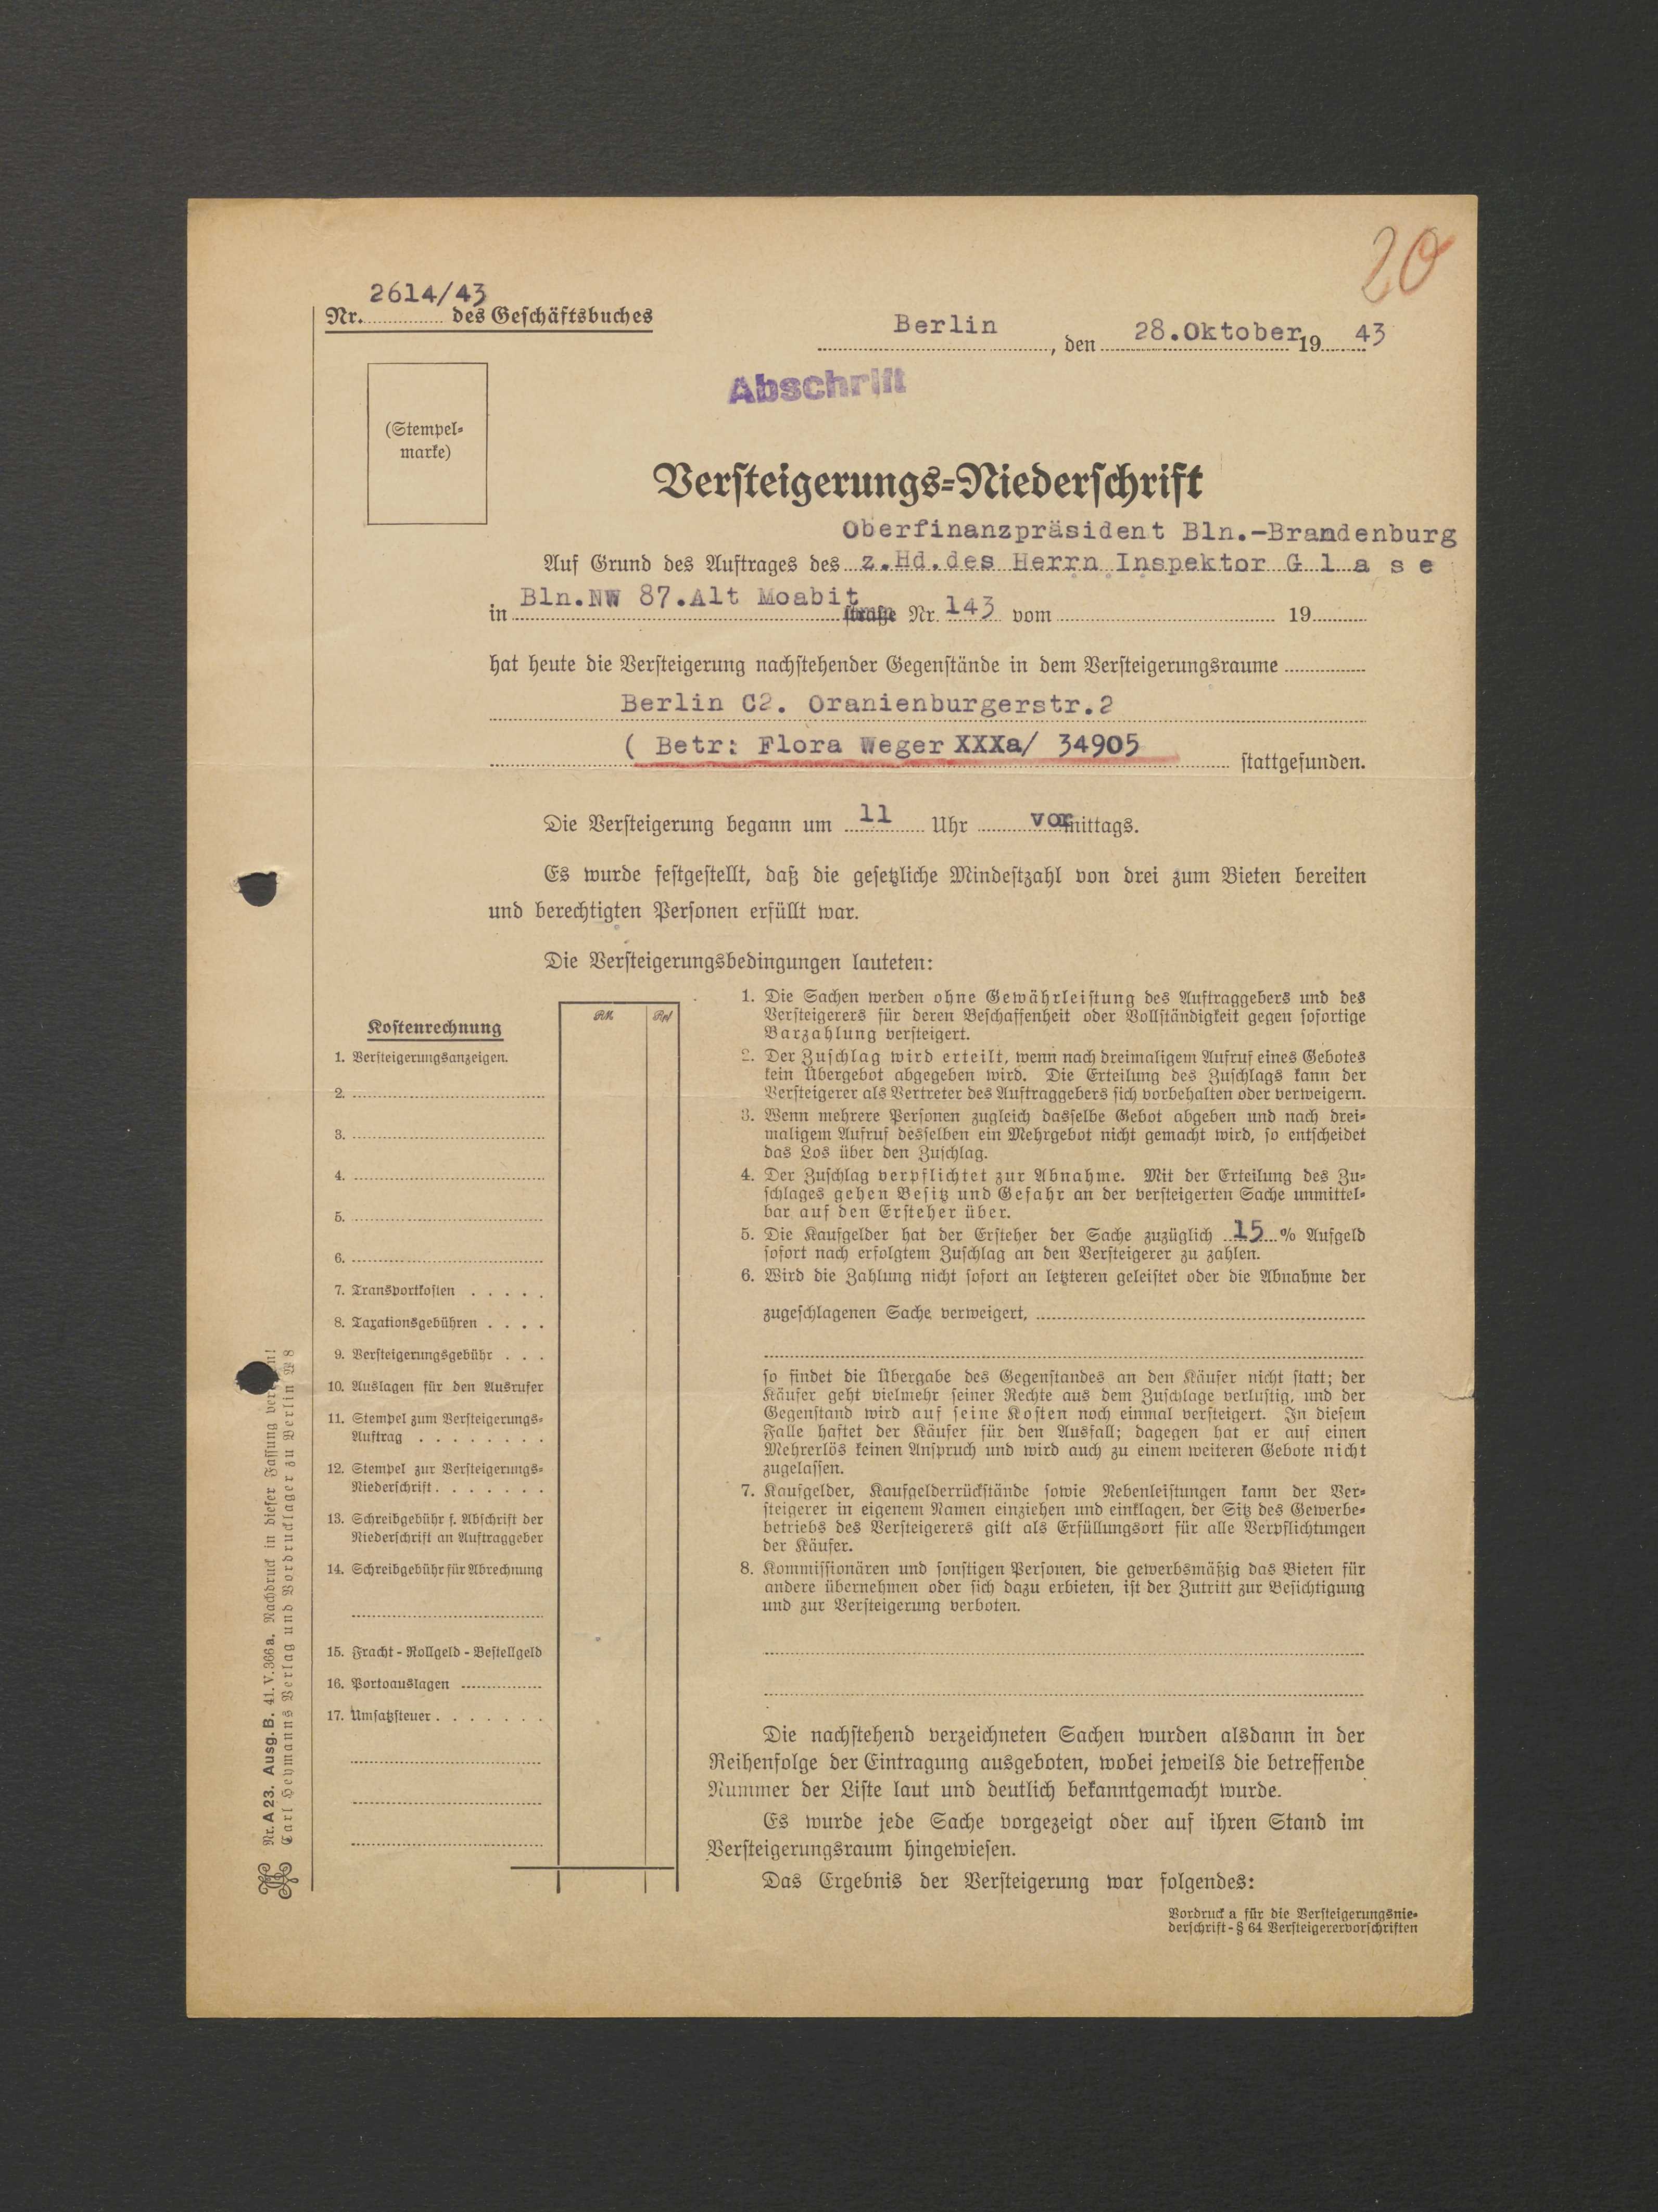 20
2614/43
Nr. ............ des Geschäftsbuches
Berlin, den 28.Oktober 19 43
Abschrift
(Stempel-
marke)
Versteigerungs-Niederschrift
Oberfinanzpräsident Bln.-Brandenburg
Auf Grund des Auftrages des z.Hd.des Herrn Inspektor G l a s e
in Bln.NW 87.Alt Moabit straße Nr. 143 vom ............ 19......
hat heute die Versteigerung nachstehender Gegenstände in dem Versteigerungsraume ............
Berlin C2. Oranienburgerstr.2
( Betr: Flora Weger XXXa/ 34905 stattgefunden.
Die Versteigerung begann um 11 Uhr vormittags.
Es wurde festgestellt, daß die gesetzliche Mindestzahl von drei zum Bieten bereiten
und berechtigten Personen erfüllt war.
Die Versteigerungsbedingungen lauteten:
1. Die Sachen werden ohne Gewährleistung des Auftraggebers und des
Versteigerers für deren Beschaffenheit oder Vollständigkeit gegen sofortige
Barzahlung versteigert.
2. Der Zuschlag wird erteilt, wenn nach dreimaligem Aufruf eines Gebotes
kein Übergebot abgegeben wird. Die Erteilung des Zuschlags kann der
Versteigerer als Vertreter des Auftraggebers sich vorbehalten oder verweigern.
3. Wenn mehrere Personen zugleich dasselbe Gebot abgeben und nach drei-
maligem Aufruf desselben ein Mehrgebot nicht gemacht wird, so entscheidet
das Los über den Zuschlag.
4. Der Zuschlag verpflichtet zur Abnahme. Mit der Erteilung des Zu-
schlages gehen Besitz und Gefahr an der versteigerten Sache unmittel-
bar auf den Ersteher über.
5. Die Kaufgelder hat der Ersteher der Sache zuzüglich 15 % Aufgeld
sofort nach erfolgtem Zuschlag an den Versteigerer zu zahlen.
6. Wird die Zahlung nicht sofort an letzteren geleistet oder die Abnahme der
zugeschlagenen Sache verweigert, ............
so findet die Übergabe des Gegenstandes an den Käufer nicht statt; der
Käufer geht vielmehr seiner Rechte aus dem Zuschlage verlustig, und der
Gegenstand wird auf seine Kosten noch einmal versteigert. In diesem
Falle haftet der Käufer für den Ausfall; dagegen hat er auf einen
Mehrerlös keinen Anspruch und wird auch zu einem weiteren Gebote nicht
zugelassen.
7. Kaufgelder, Kaufgelderrückstände sowie Nebenleistungen kann der Ver-
steigerer in eigenem Namen einziehen und einklagen, der Sitz des Gewerbe-
betriebs des Versteigerers gilt als Erfüllungsort für alle Verpflichtungen
der Käufer.
8. Kommissionären und sonstigen Personen, die gewerbsmäßig das Bieten für
andere übernehmen oder sich dazu erbieten, ist der Zutritt zur Besichtigung
und zur Versteigerung verboten.
Die nachstehend verzeichneten Sachen wurden alsdann in der
Reihenfolge der Eintragung ausgeboten, wobei jeweils die betreffende
Nummer der Liste laut und deutlich bekanntgemacht wurde.
Es wurde jede Sache vorgezeigt oder auf ihren Stand im
Versteigerungsraum hingewiesen.
Das Ergebnis der Versteigerung war folgendes:
Vordruck a für die Versteigerungsnie-
derschrift - § 64 Versteigerervorschriften
Kostenrechnung
RM Rpf
1. Versteigerungsanzeigen.
2. ............
3. ............
4. ............
5. ............
6. ............
7. Transportkosten . . . . .
8. Taxationsgebühren . . . .
9. Versteigerungsgebühr . . .
10. Auslagen für den Ausrufer
11. Stempel zum Versteigerungs-
Auftrag . . . . . . . .
12. Stempel zur Versteigerungs-
Niederschrift. . . . . . .
13. Schreibgebühr f. Abschrift der
Niederschrift an Auftraggeber
14. Schreibgebühr für Abrechnung
15. Fracht - Rollgeld - Bestellgeld
16. Portoauslagen ............
17. Umsatzsteuer. . . . . . .
Nr. A 23. Ausg. B. 41. V. 366 a. Nachdruck in dieser Fassung
Carl Heymanns Verlag und Vordrucklager zu Berlin W 8